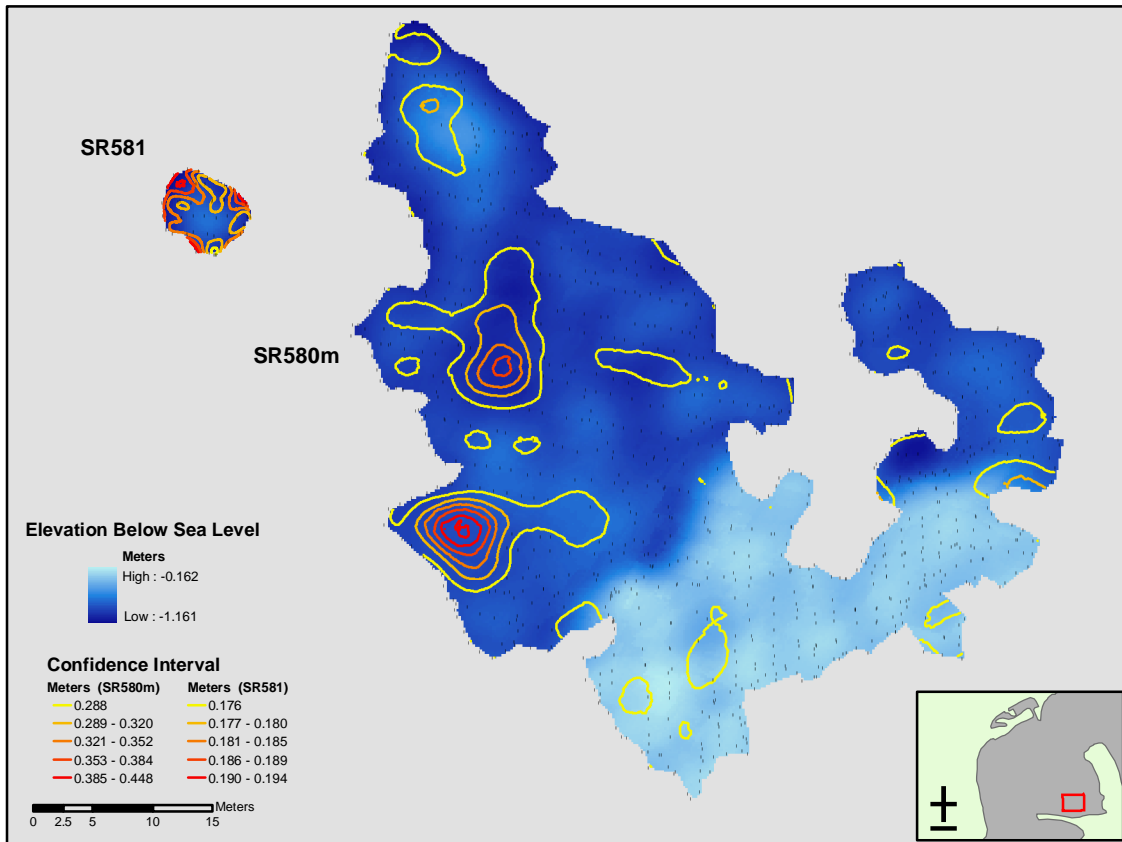 SR581
SR580m
Elevation Below Sea Level
Meters
High : -0.162
Low : -1.161
Confidence Interval
Meters (SR580m) Meters (SR581)
0.288 0.176
0.289 - 0.320 0.177 - 0.180
0.321 - 0.352 0.181 - 0.185
0.353 - 0.384 0.186 - 0.189
0.385 - 0.448 0.190 - 0.194
Meters
0 2.5 5 10 15